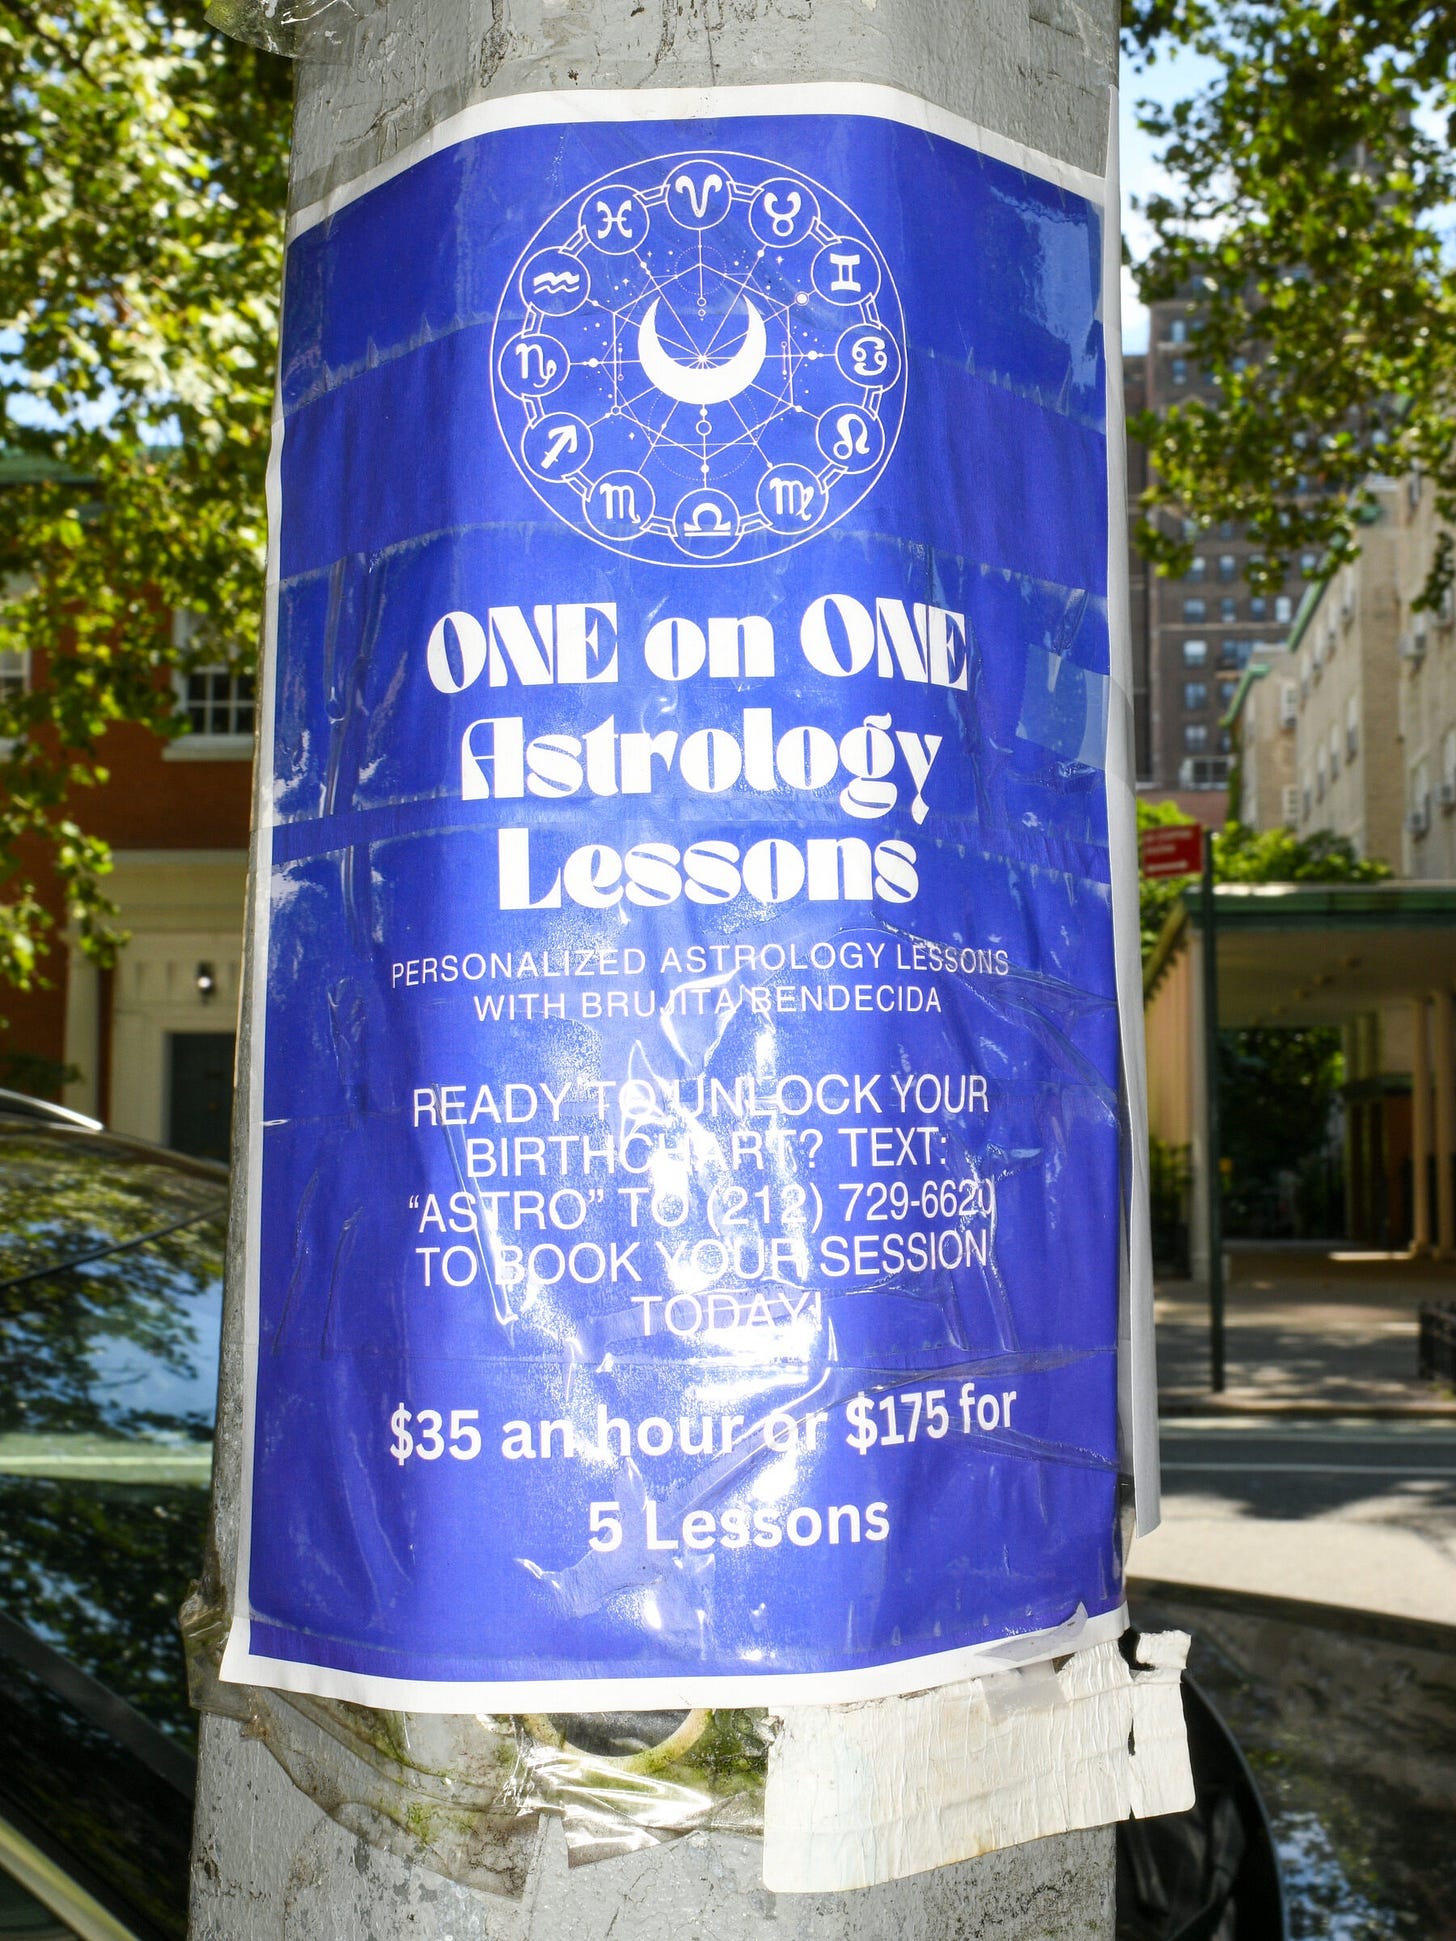 ONE on ONE
Astrology
Lessons
PERSONALIZED ASTROLOGY LESSONS
WITH BRUJITA BENDECIDA
READY TO UNLOCK YOUR
BIRTHCHART? TEXT:
“ASTRO” TO (212) 729-6620
TO BOOK YOUR SESSION
TODAY!
$35 an hour or $175 for
5 Lessons